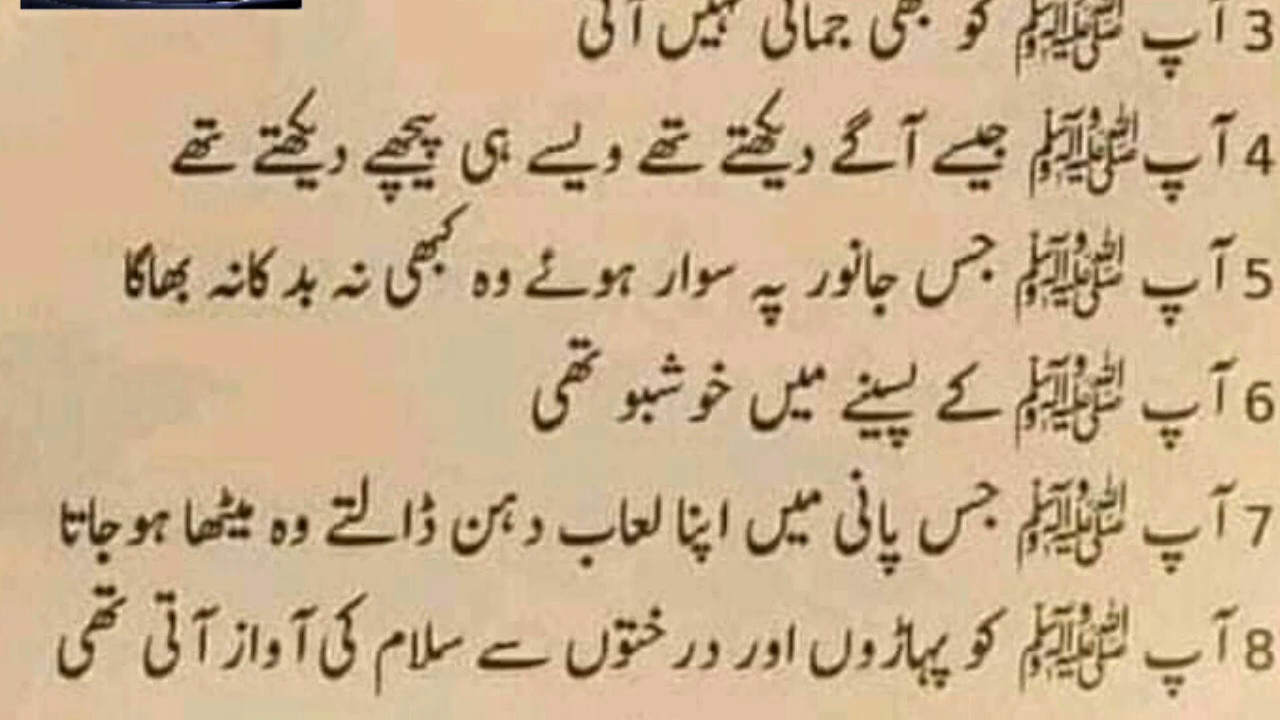 3 آپ ﷺ کو بھی جمائی نہیں آئی
4 آپ ﷺ جیسے آگے دیکھتے تھے ویسے ہی پیچھے دیکھتے تھے
5 آپ ﷺ جس جانور پہ سوار ہوئے وہ کبھی نہ بدکا نہ بھاگا
6 آپ ﷺ کے پسینے میں خوشبو تھی
7 آپ ﷺ جس پانی میں اپنا لعاب دہن ڈالتے وہ میٹھا ہو جاتا
8 آپ ﷺ کو پہاڑوں اور درختوں سے سلام کی آواز آتی تھی